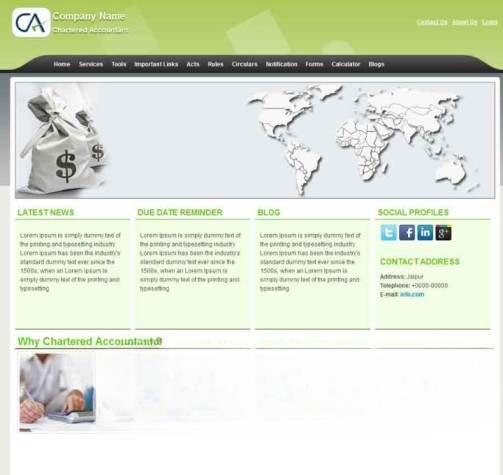 CA
Company Name
Chartered Accountant
Contact Us About Us Login
Home Services Tools Important Links Acts Rules Circulars Notification Forms Calculator Blogs
$
$
LATEST NEWS
Lorem Ipsum is simply dummy text of
the printing and typesetting industry.
Lorem Ipsum has been the industry's
standard dummy text ever since the
1500s, when an Lorem Ipsum is
simply dummy text of the printing and
typesetting
DUE DATE REMINDER
Lorem Ipsum is simply dummy text of
the printing and typesetting industry.
Lorem Ipsum has been the industry's
standard dummy text ever since the
1500s, when an Lorem Ipsum is
simply dummy text of the printing and
typesetting
BLOG
Lorem Ipsum is simply dummy text of
the printing and typesetting industry.
Lorem Ipsum has been the industry's
standard dummy text ever since the
1500s, when an Lorem Ipsum is
simply dummy text of the printing and
typesetting
SOCIAL PROFILES
t f in g+
CONTACT ADDRESS
Address: Jaipur
Telephone: +0000-00000
E-mail: info.com
Why Chartered Accountant?